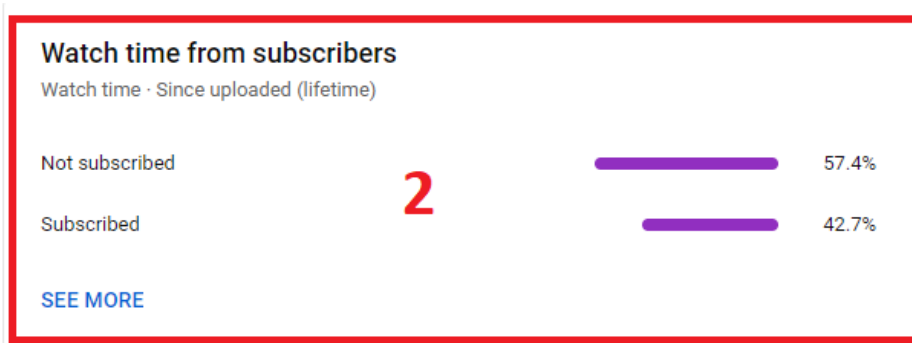 Watch time from subscribers
Watch time · Since uploaded (lifetime)
Not subscribed 57.4%
2
Subscribed 42.7%
SEE MORE